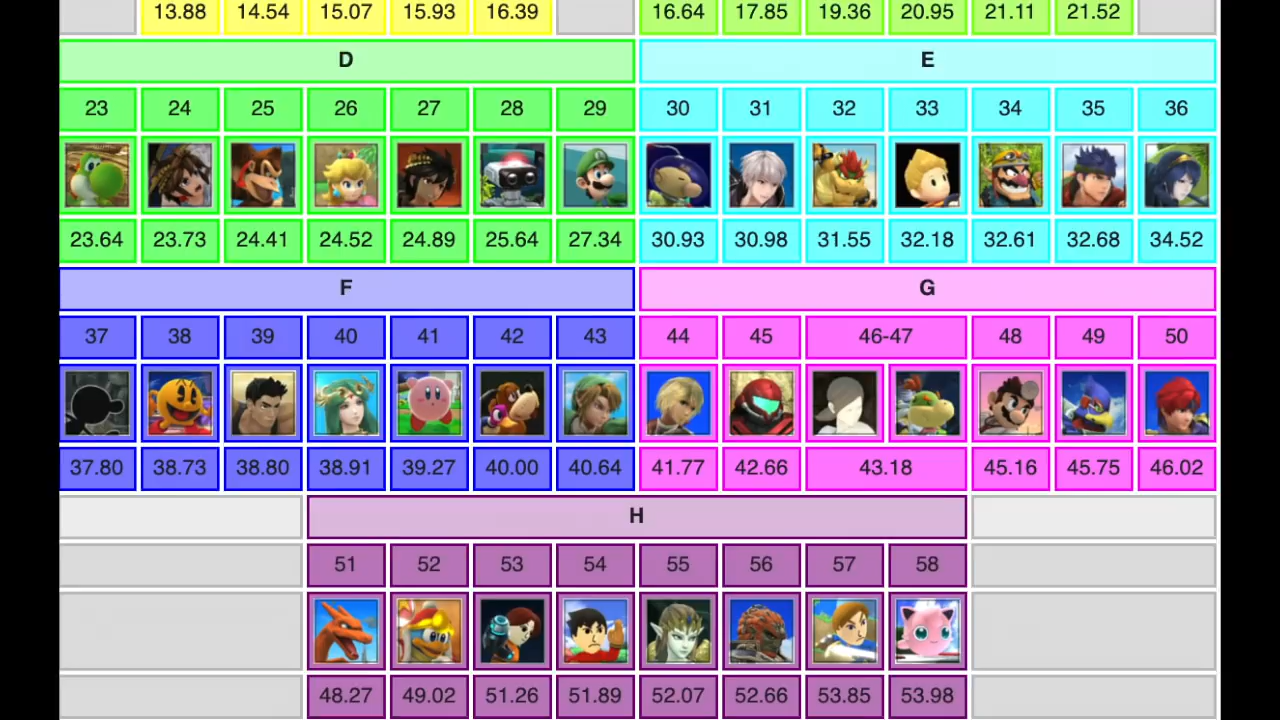 13.88 14.54 15.07 15.93 16.39 16.64 17.85 19.36 20.95 21.11 21.52
D E
23 24 25 26 27 28 29 30 31 32 33 34 35 36
23.64 23.73 24.41 24.52 24.89 25.64 27.34 30.93 30.98 31.55 32.18 32.61 32.68 34.52
F G
37 38 39 40 41 42 43 44 45 46-47 48 49 50
37.80 38.73 38.80 38.91 39.27 40.00 40.64 41.77 42.66 43.18 45.16 45.75 46.02
H
51 52 53 54 55 56 57 58
48.27 49.02 51.26 51.89 52.07 52.66 53.85 53.98